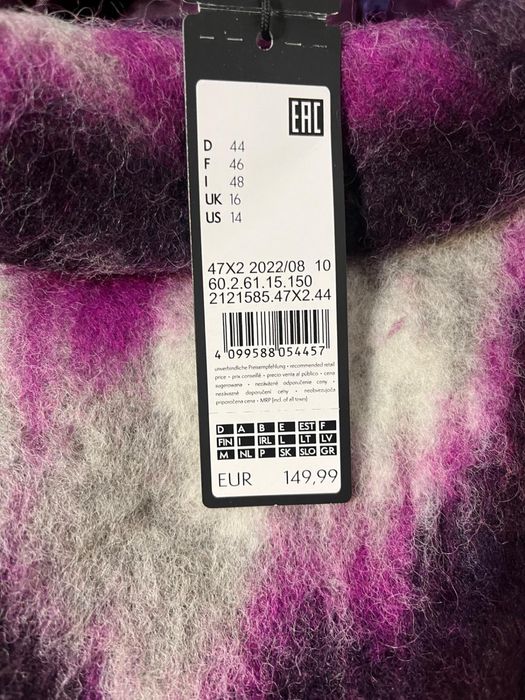 EAC
D 44
F 46
I 48
UK 16
US 14
47X2 2022/08 10
60.2.61.15.150
2121585.47X2.44
4 099588 054457
unverbindliche Preisempfehlung • recommended retail
price • prix conseillé • precio venta al público • cena
sugerowana • nezávazné odporučenie ceny •
nezávazné doporučení ceny • neobvezujoča
priporočena cena • MRP (incl. of all taxes)
D A B E EST F
FIN I IRL L LT LV
M NL P SK SLO GR
EUR 149,99